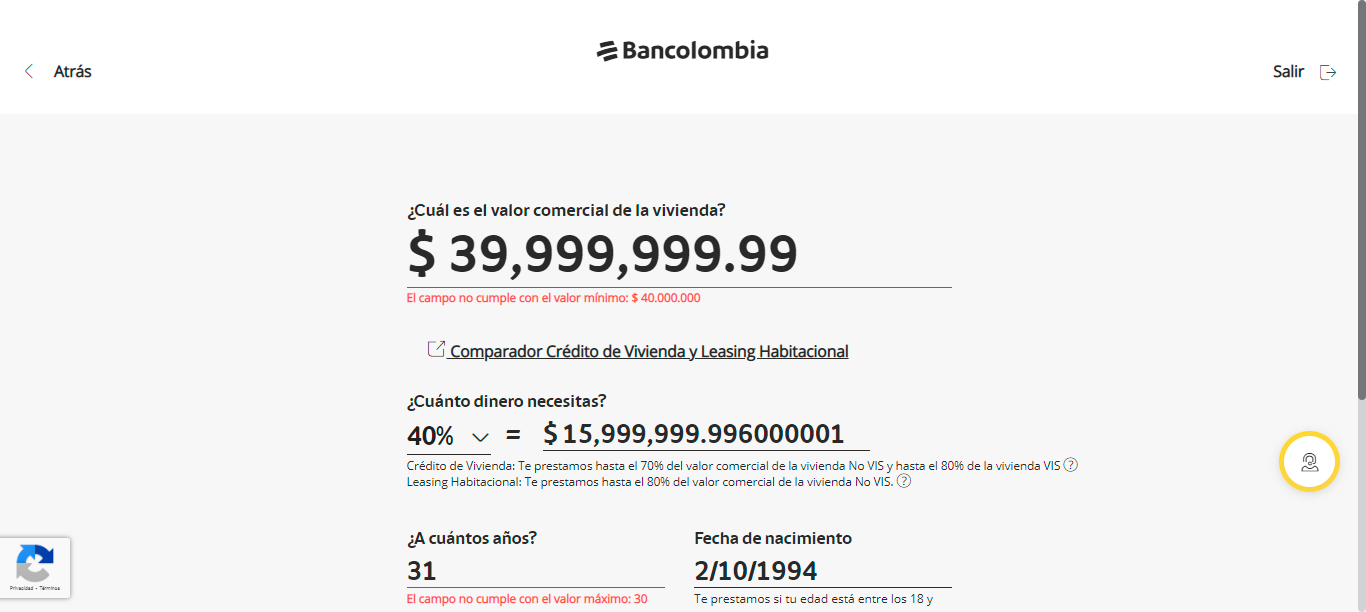 Bancolombia
Atrás
Salir
¿Cuál es el valor comercial de la vivienda?
$ 39,999,999.99
El campo no cumple con el valor mínimo: $ 40.000.000
Comparador Crédito de Vivienda y Leasing Habitacional
¿Cuánto dinero necesitas?
40% = $ 15,999,999.996000001
Crédito de Vivienda: Te prestamos hasta el 70% del valor comercial de la vivienda No VIS y hasta el 80% de la vivienda VIS ?
Leasing Habitacional: Te prestamos hasta el 80% del valor comercial de la vivienda No VIS. ?
¿A cuántos años?
31
El campo no cumple con el valor máximo: 30
Fecha de nacimiento
2/10/1994
Te prestamos si tu edad está entre los 18 y
Privacidad - Términos